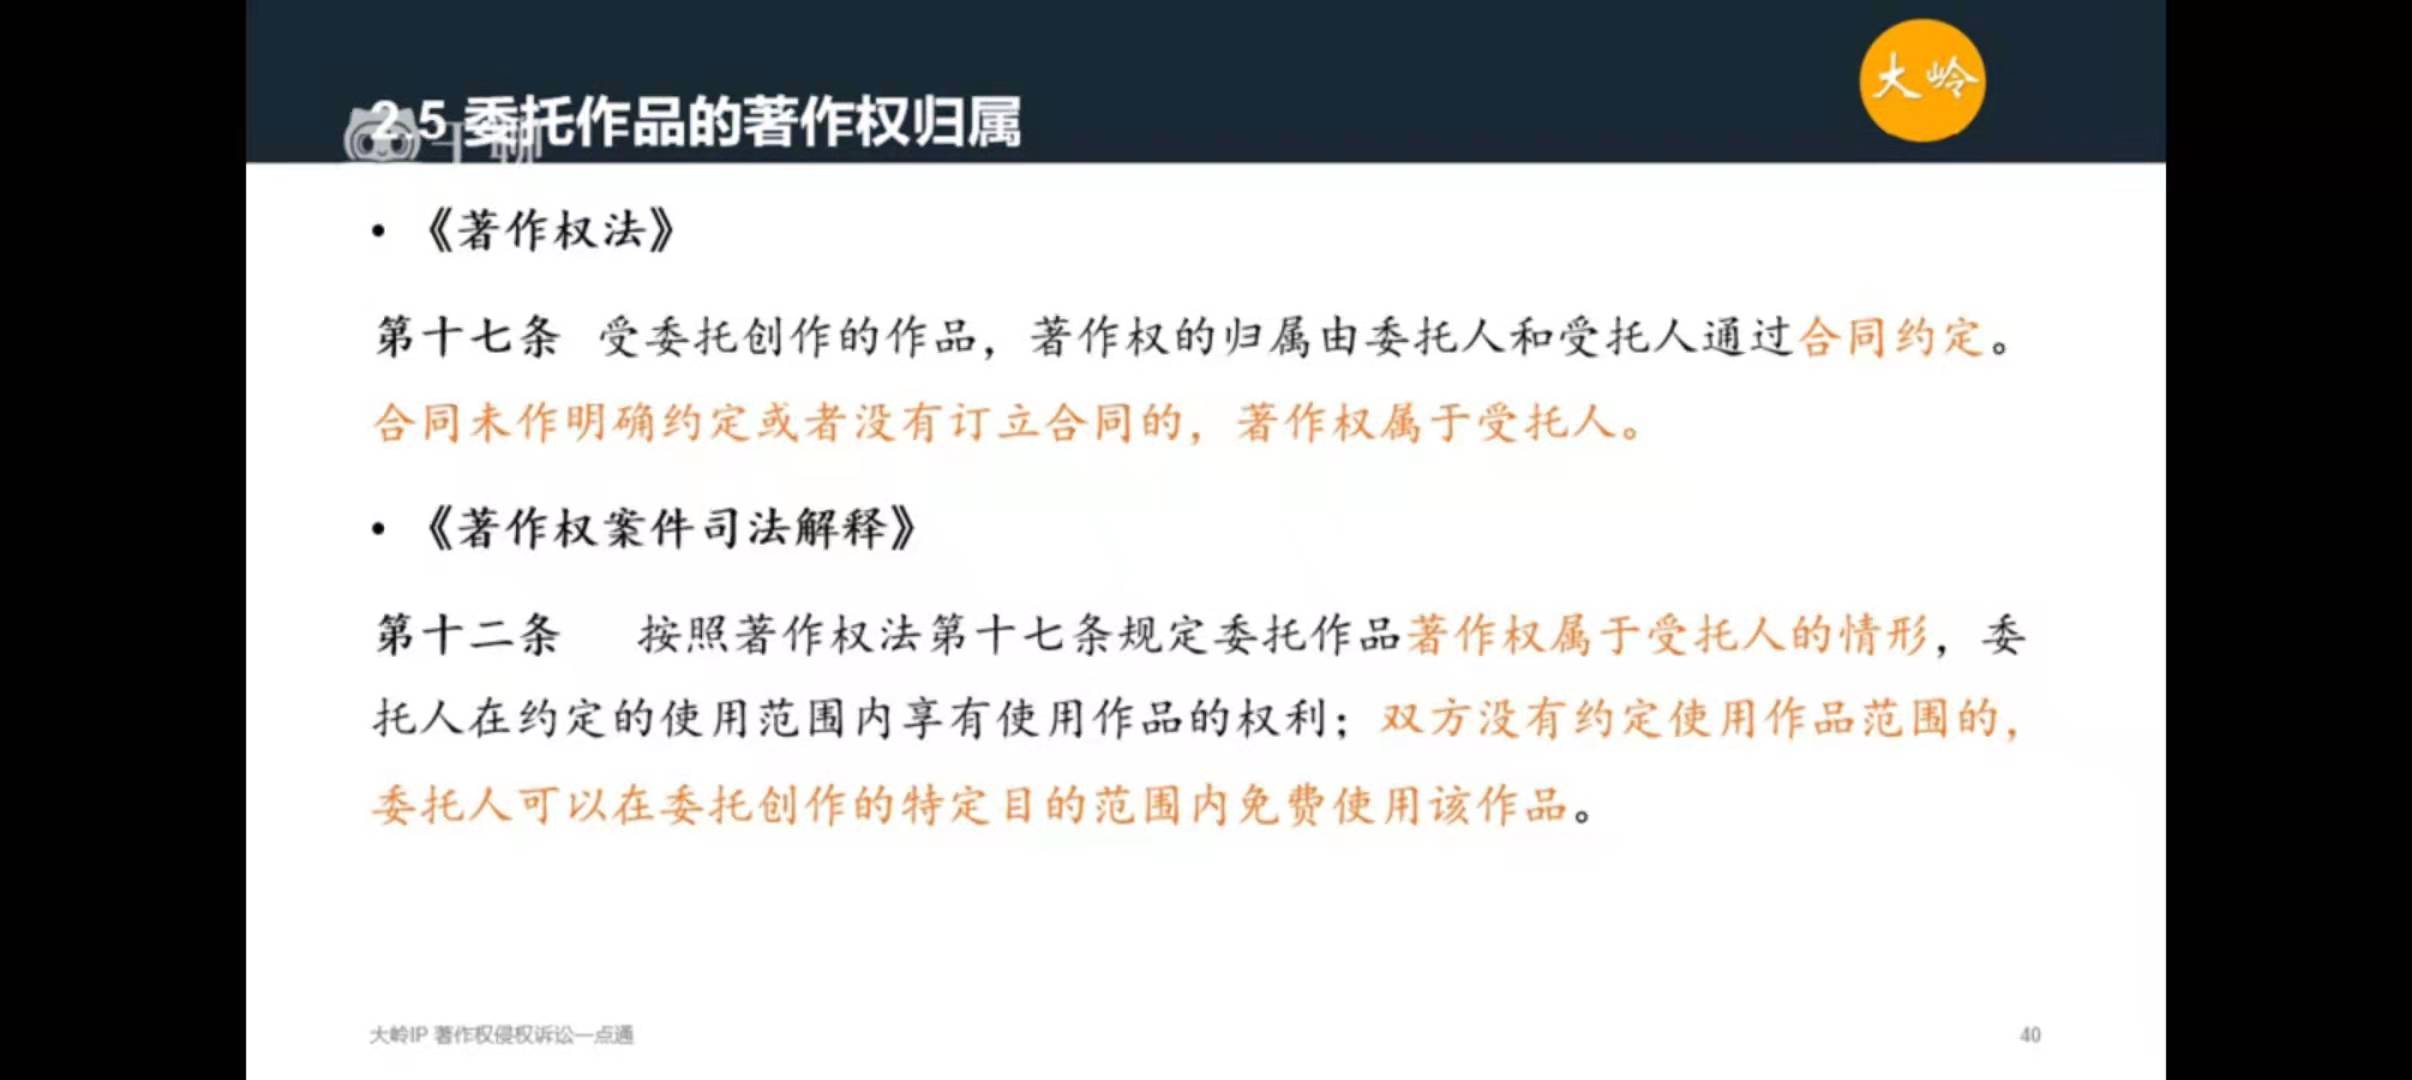 大岭
2.5 委托作品的著作权归属
千聊
• 《著作权法》
第十七条 受委托创作的作品，著作权的归属由委托人和受托人通过合同约定。
合同未作明确约定或者没有订立合同的，著作权属于受托人。
• 《著作权案件司法解释》
第十二条 按照著作权法第十七条规定委托作品著作权属于受托人的情形，委
托人在约定的使用范围内享有使用作品的权利；双方没有约定使用作品范围的，
委托人可以在委托创作的特定目的范围内免费使用该作品。
大岭IP 著作权侵权诉讼一点通
40